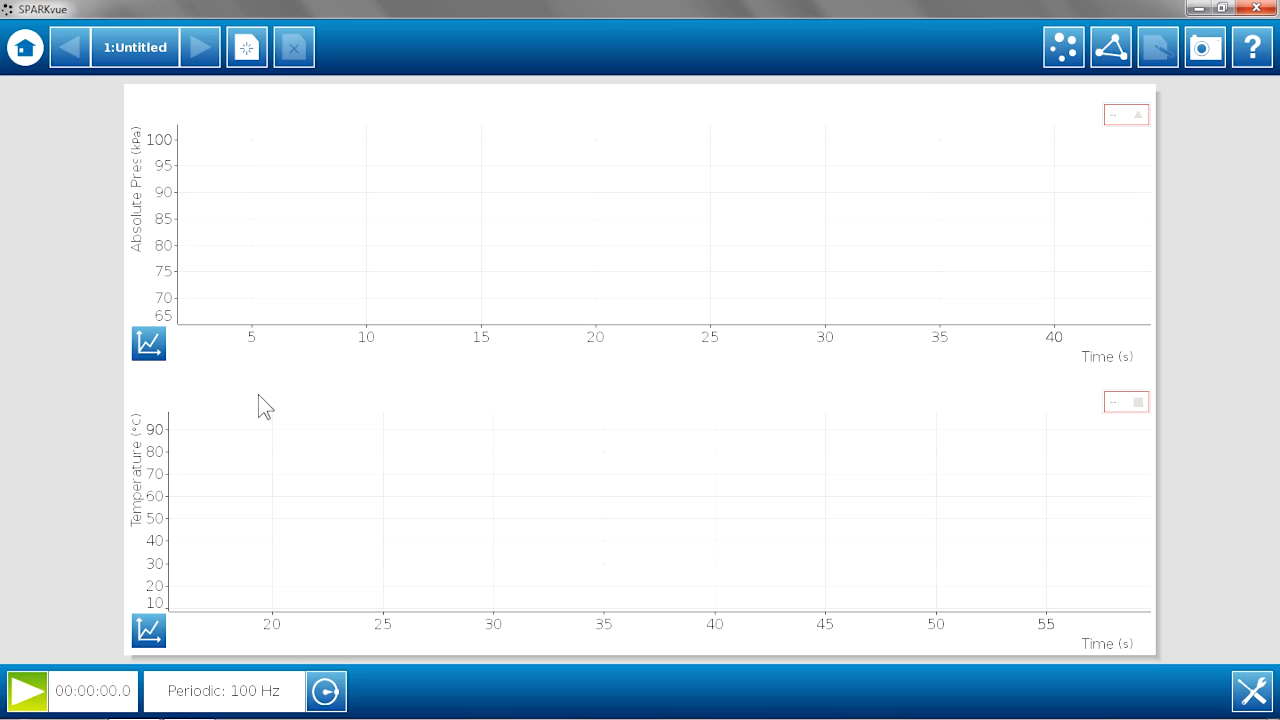 SPARKvue
1:Untitled
?
--
Absolute Pres (kPa)
100
95
90
85
80
75
70
65
5 10 15 20 25 30 35 40
Time (s)
--
Temperature (°C)
90
80
70
60
50
40
30
20
10
20 25 30 35 40 45 50 55
Time (s)
00:00:00.0 Periodic: 100 Hz